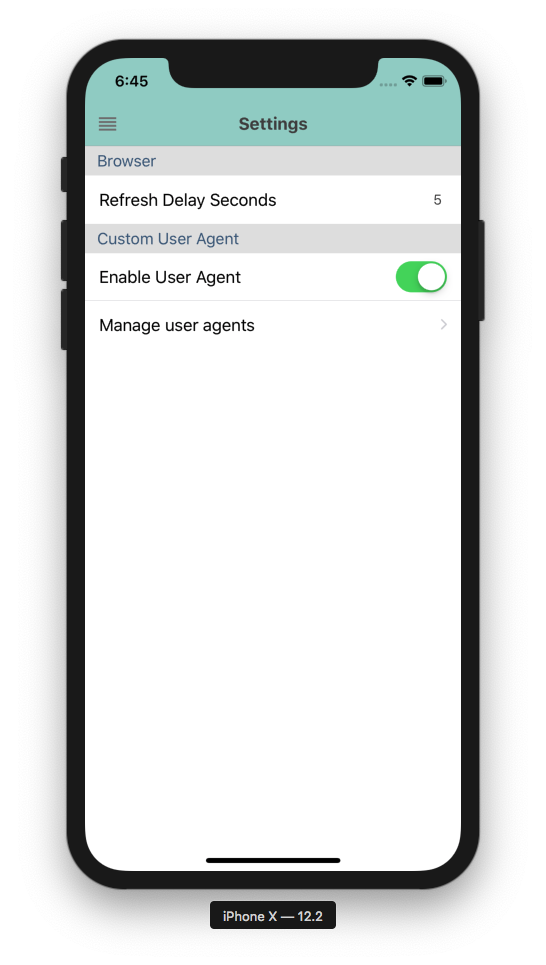 6:45
Settings
Browser
Refresh Delay Seconds 5
Custom User Agent
Enable User Agent
Manage user agents
iPhone X — 12.2